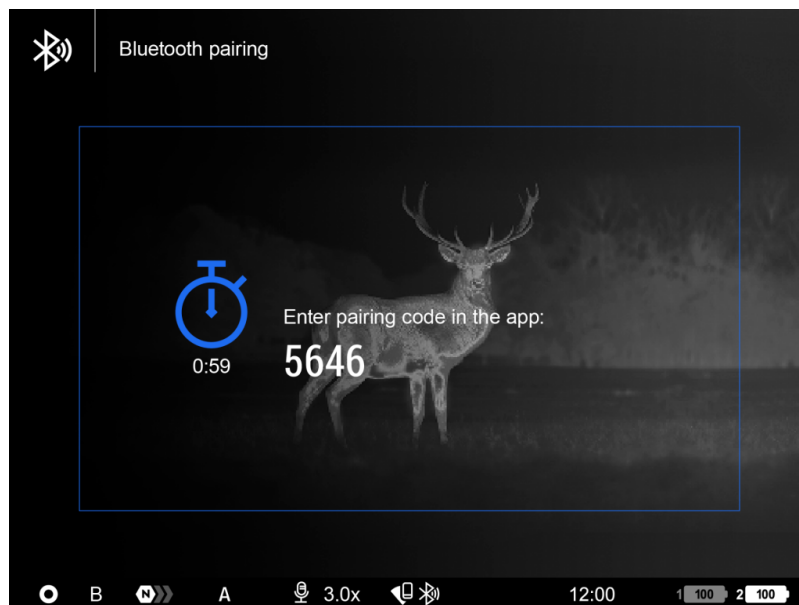 Bluetooth pairing
Enter pairing code in the app:
0:59
5646
B N A 3.0x 12:00 1 100 2 100